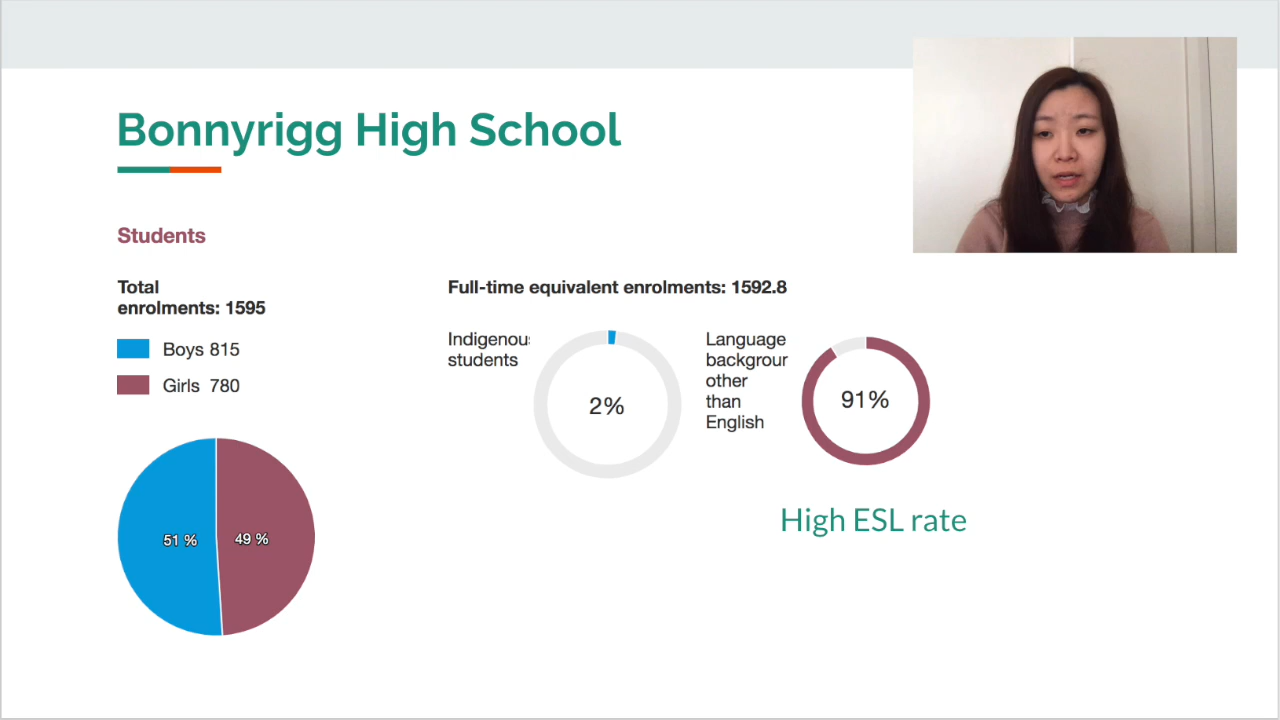 Bonnyrigg High School
Students
Total
enrolments: 1595
Boys 815
Girls 780
51 %
49 %
Full-time equivalent enrolments: 1592.8
Indigenous
students
2%
Language
backgrour
other
than
English
91%
High ESL rate